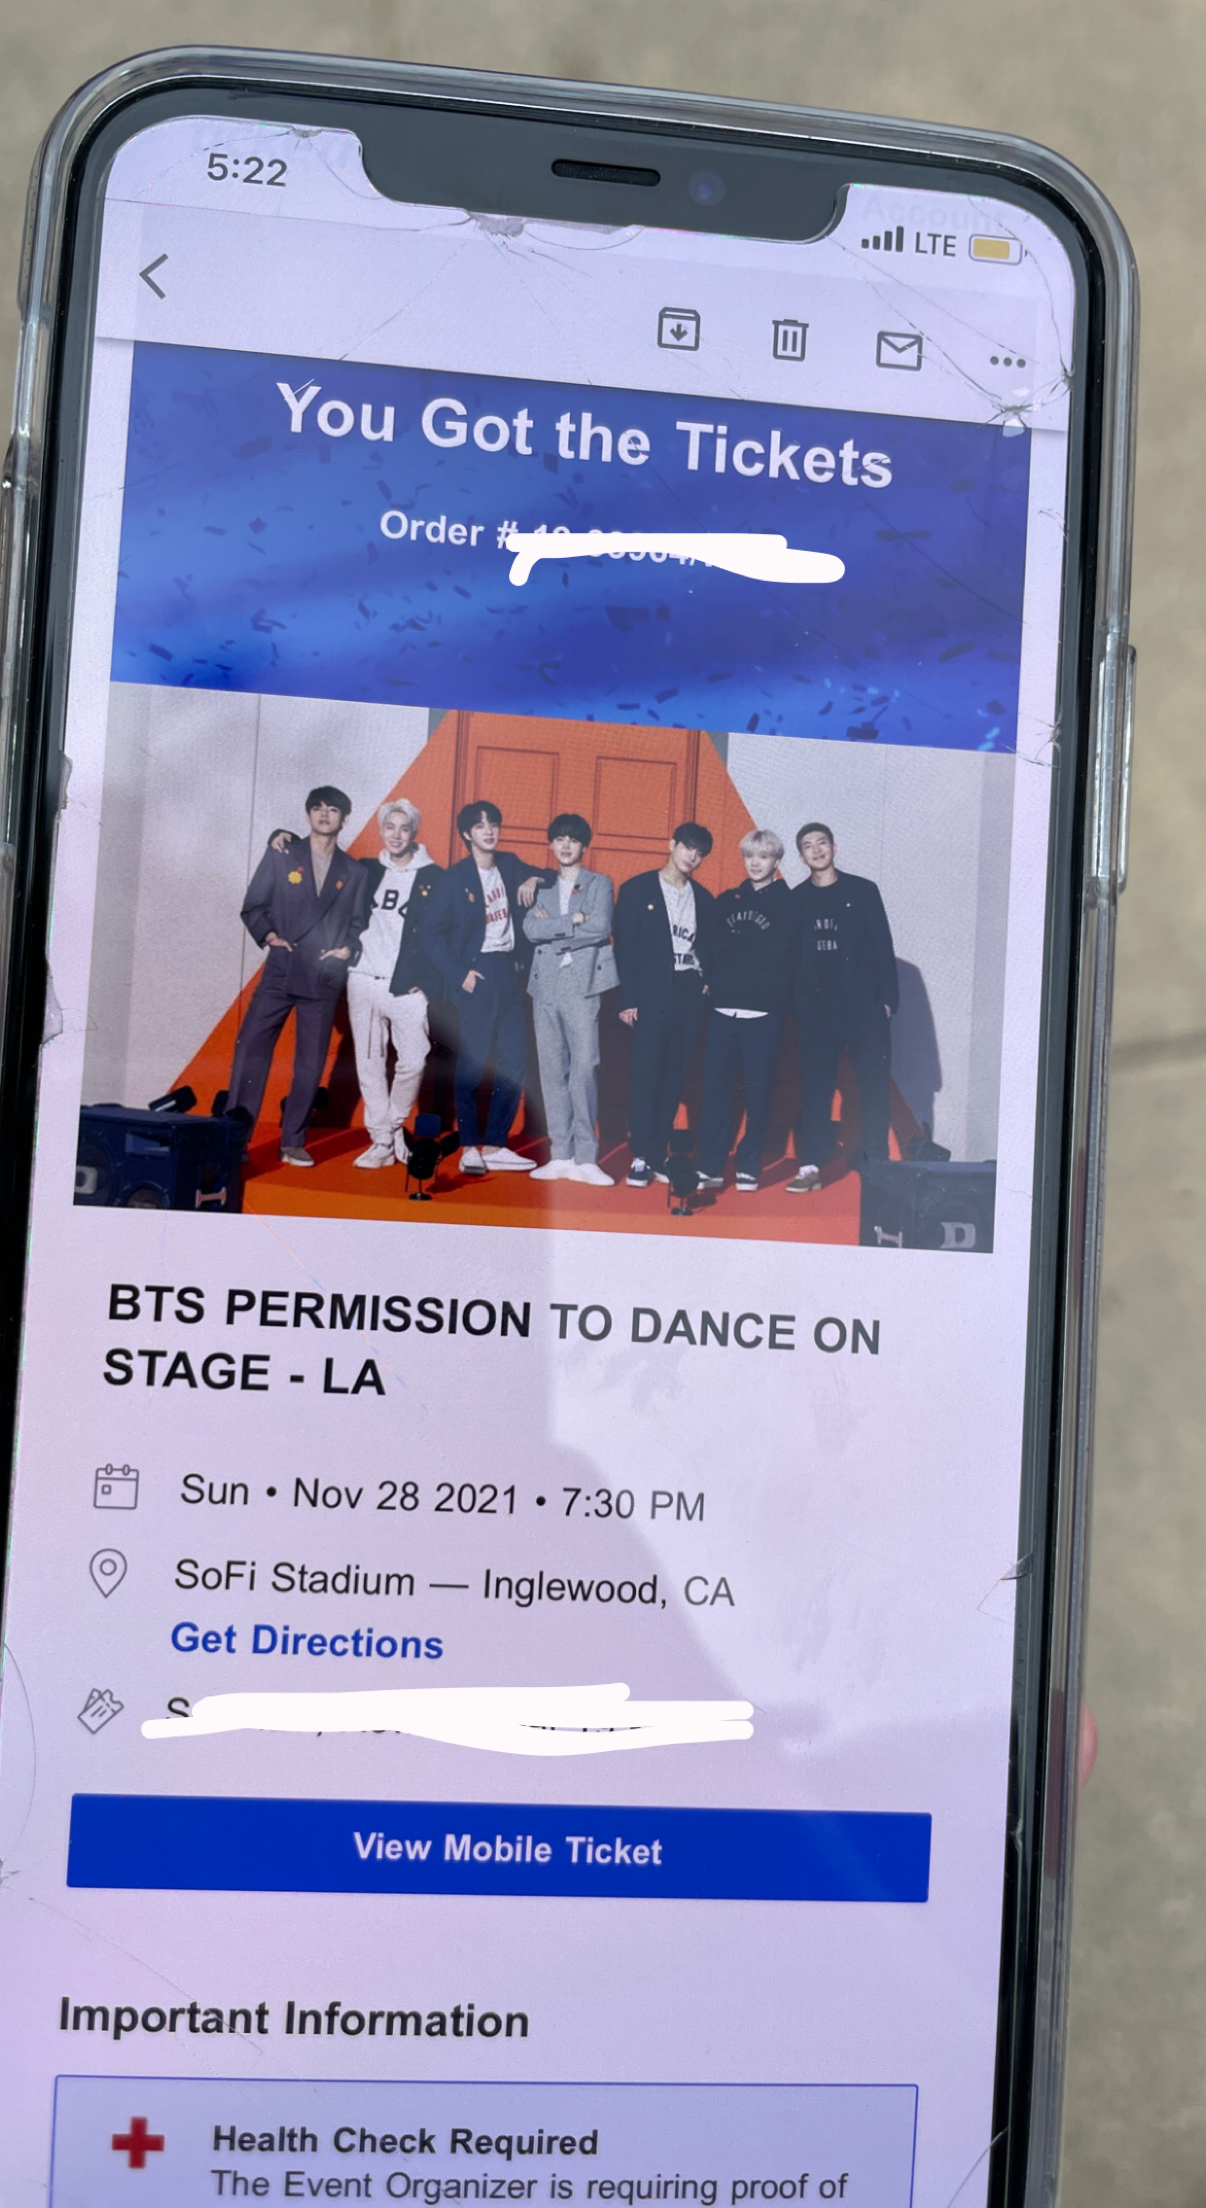 5:22
LTE
Account
You Got the Tickets
Order #
BTS PERMISSION TO DANCE ON
STAGE - LA
Sun • Nov 28 2021 • 7:30 PM
SoFi Stadium — Inglewood, CA
Get Directions
View Mobile Ticket
Important Information
Health Check Required
The Event Organizer is requiring proof of